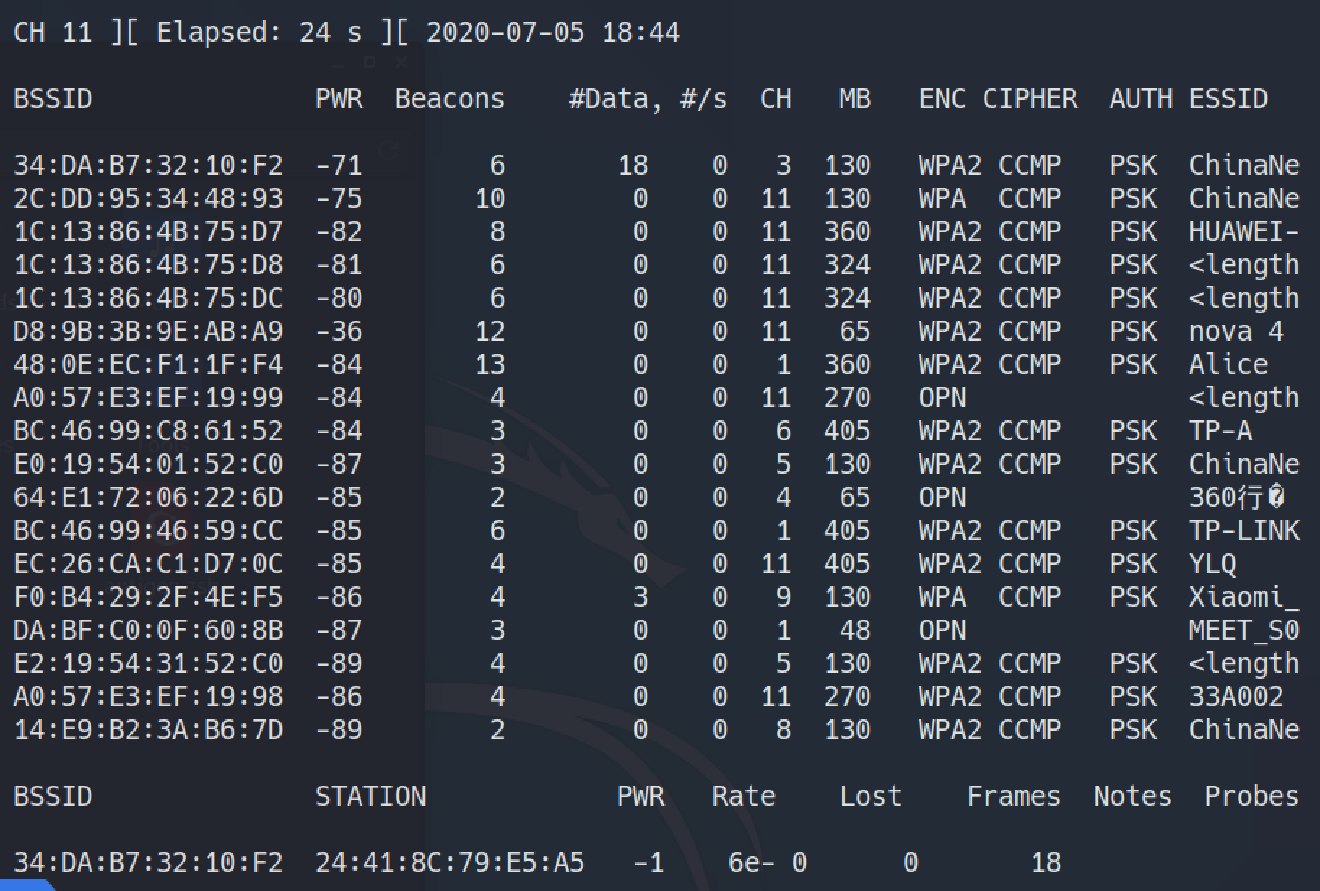 CH 11 ][ Elapsed: 24 s ][ 2020-07-05 18:44
BSSID PWR Beacons #Data, #/s CH MB ENC CIPHER AUTH ESSID
34:DA:B7:32:10:F2 -71 6 18 0 3 130 WPA2 CCMP PSK ChinaNe
2C:DD:95:34:48:93 -75 10 0 0 11 130 WPA CCMP PSK ChinaNe
1C:13:86:4B:75:D7 -82 8 0 0 11 360 WPA2 CCMP PSK HUAWEI-
1C:13:86:4B:75:D8 -81 6 0 0 11 324 WPA2 CCMP PSK <length
1C:13:86:4B:75:DC -80 6 0 0 11 324 WPA2 CCMP PSK <length
D8:9B:3B:9E:AB:A9 -36 12 0 0 11 65 WPA2 CCMP PSK nova 4
48:0E:EC:F1:1F:F4 -84 13 0 0 1 360 WPA2 CCMP PSK Alice
A0:57:E3:EF:19:99 -84 4 0 0 11 270 OPN <length
BC:46:99:C8:61:52 -84 3 0 0 6 405 WPA2 CCMP PSK TP-A
E0:19:54:01:52:C0 -87 3 0 0 5 130 WPA2 CCMP PSK ChinaNe
64:E1:72:06:22:6D -85 2 0 0 4 65 OPN 360行�
BC:46:99:46:59:CC -85 6 0 0 1 405 WPA2 CCMP PSK TP-LINK
EC:26:CA:C1:D7:0C -85 4 0 0 11 405 WPA2 CCMP PSK YLQ
F0:B4:29:2F:4E:F5 -86 4 3 0 9 130 WPA CCMP PSK Xiaomi_
DA:BF:C0:0F:60:8B -87 3 0 0 1 48 OPN MEET_S0
E2:19:54:31:52:C0 -89 4 0 0 5 130 WPA2 CCMP PSK <length
A0:57:E3:EF:19:98 -86 4 0 0 11 270 WPA2 CCMP PSK 33A002
14:E9:B2:3A:B6:7D -89 2 0 0 8 130 WPA2 CCMP PSK ChinaNe
BSSID STATION PWR Rate Lost Frames Notes Probes
34:DA:B7:32:10:F2 24:41:8C:79:E5:A5 -1 6e- 0 0 18